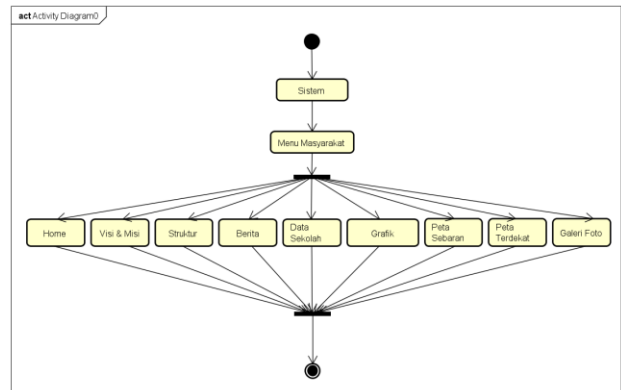 act Activity Diagram0
Sistem
Menu Masyarakat
Home
Visi & Misi
Struktur
Berita
Data
Sekolah
Grafik
Peta
Sebaran
Peta
Terdekat
Galeri Foto